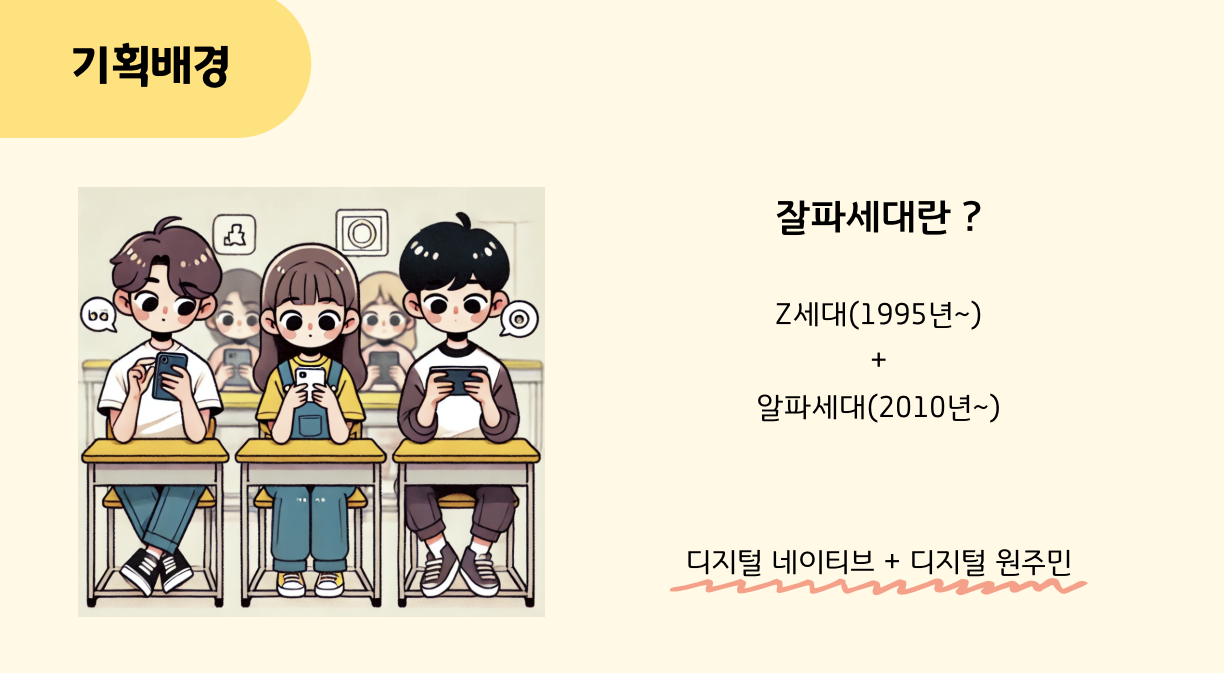 기획배경
잘파세대란 ?
Z세대(1995년~)
+
알파세대(2010년~)
디지털 네이티브 + 디지털 원주민